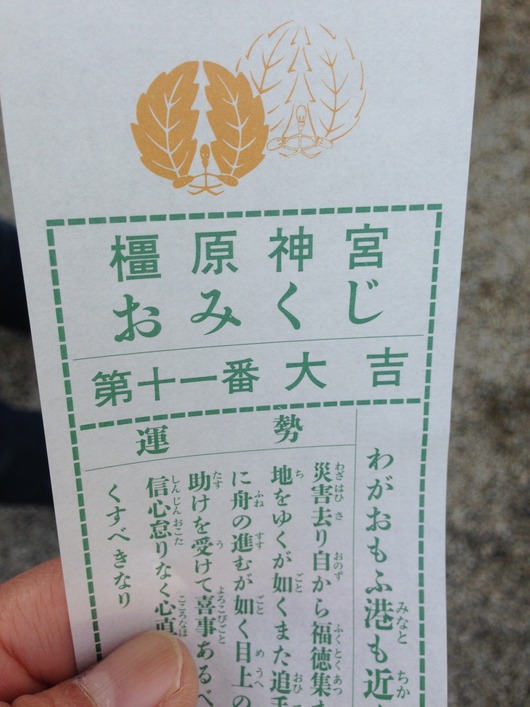 橿原神宮
おみくじ
第十一番 大吉
わがおもふ港も近
運勢
災害去り自から福徳集
地をゆくが如くまた追手
に舟の進むが如く目上の
助けを受けて喜事あるべ
信心怠りなく心直
くすべきなり